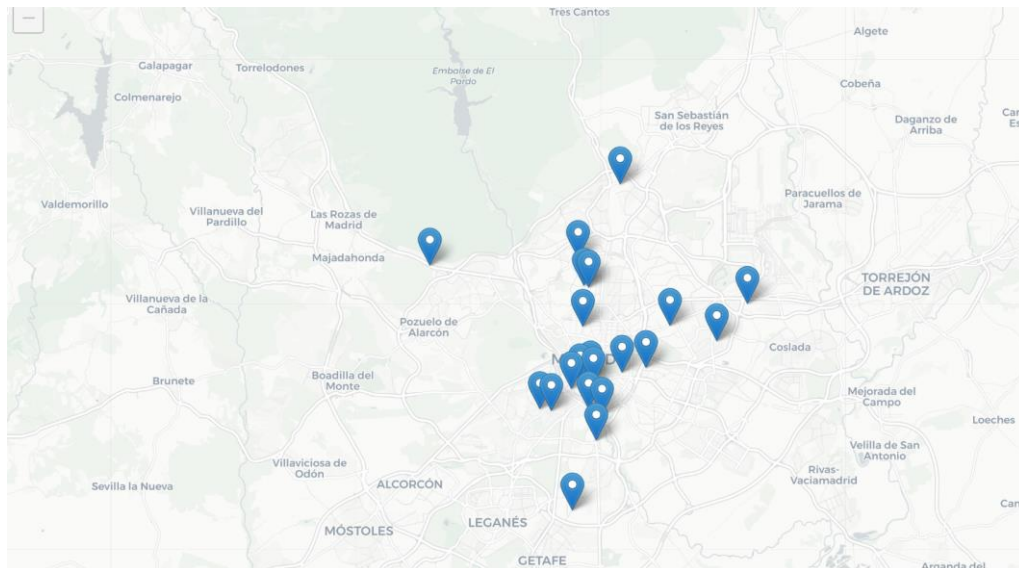 Tres Cantos
Algete
Galapagar
Torrelodones
Embalse de El
Pardo
Cobeña
Colmenarejo
San Sebastián
de los Reyes
Daganzo de
Arriba
Paracuellos de
Jarama
Valdemorillo
Villanueva del
Pardillo
Las Rozas de
Madrid
Majadahonda
TORREJÓN
DE ARDOZ
Villanueva de la
Cañada
Pozuelo de
Alarcón
Coslada
Brunete
Boadilla del
Monte
Mejorada del
Campo
Loeches
Velilla de San
Antonio
Villaviciosa de
Odón
Rivas-
Vaciamadrid
Sevilla la Nueva
ALCORCÓN
LEGANÉS
MÓSTOLES
GETAFE
Arganda del